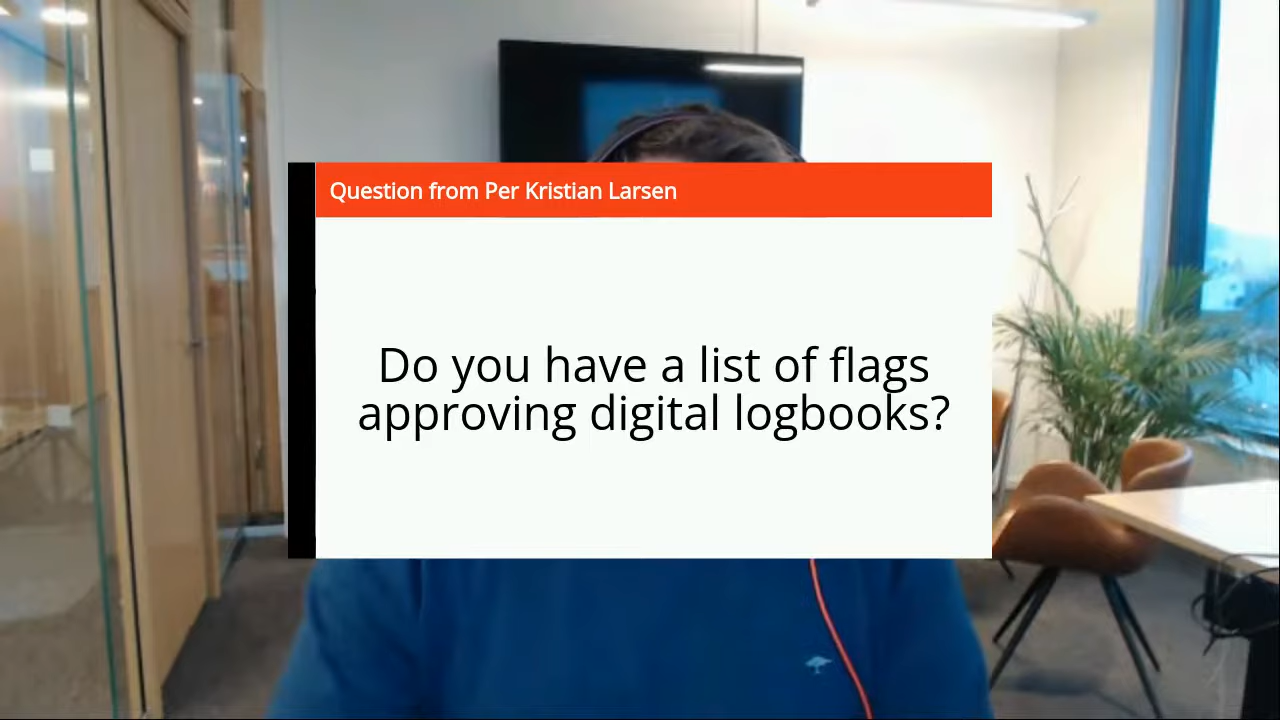 Question from Per Kristian Larsen
Do you have a list of flags
approving digital logbooks?